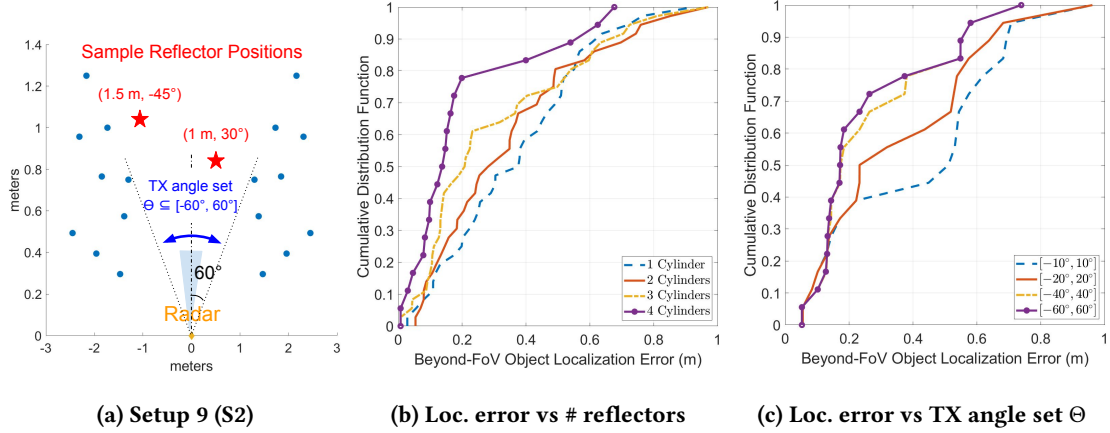 1.4
1.2
1
0.8
0.6
0.4
0.2
0
meters
Sample Reflector Positions
(1.5 m, -45°)
(1 m, 30°)
TX angle set
Θ ⊆ [-60°, 60°]
60°
Radar
-3 -2 -1 0 1 2 3
meters
(a) Setup 9 (S2)
1
0.9
0.8
0.7
0.6
0.5
0.4
0.3
0.2
0.1
0
Cumulative Distribution Function
1 Cylinder
2 Cylinders
3 Cylinders
4 Cylinders
0 0.2 0.4 0.6 0.8 1
Beyond-FoV Object Localization Error (m)
(b) Loc. error vs # reflectors
1
0.9
0.8
0.7
0.6
0.5
0.4
0.3
0.2
0.1
0
Cumulative Distribution Function
[−10°, 10°]
[−20°, 20°]
[−40°, 40°]
[−60°, 60°]
0 0.2 0.4 0.6 0.8 1
Beyond-FoV Object Localization Error (m)
(c) Loc. error vs TX angle set Θ